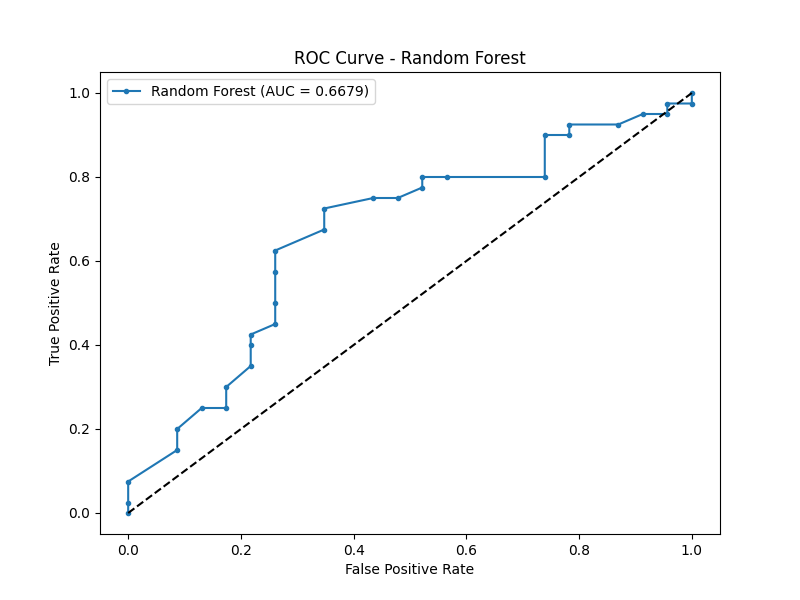 ROC Curve - Random Forest
Random Forest (AUC = 0.6679)
1.0
0.8
0.6
0.4
0.2
0.0
True Positive Rate
0.0 0.2 0.4 0.6 0.8 1.0
False Positive Rate